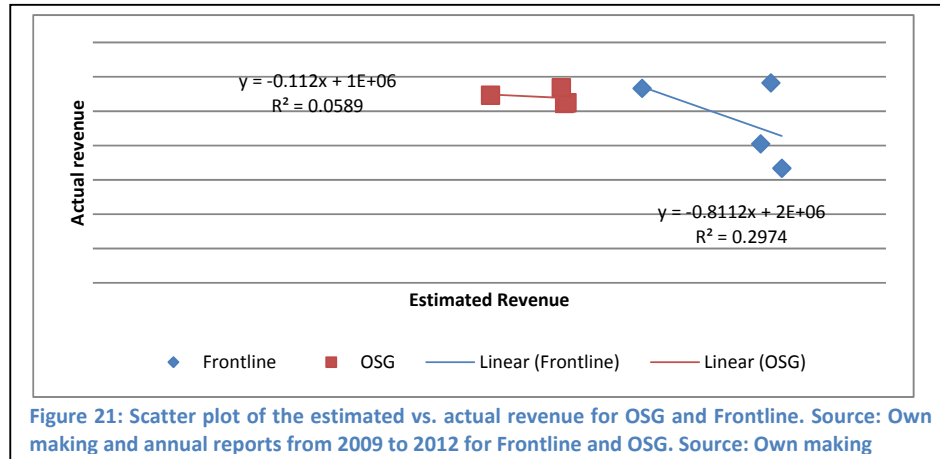 y = -0.112x + 1E+06
R² = 0.0589
Actual revenue
y = -0.8112x + 2E+06
R² = 0.2974
Estimated Revenue
Frontline OSG Linear (Frontline) Linear (OSG)
Figure 21: Scatter plot of the estimated vs. actual revenue for OSG and Frontline. Source: Own
making and annual reports from 2009 to 2012 for Frontline and OSG. Source: Own making